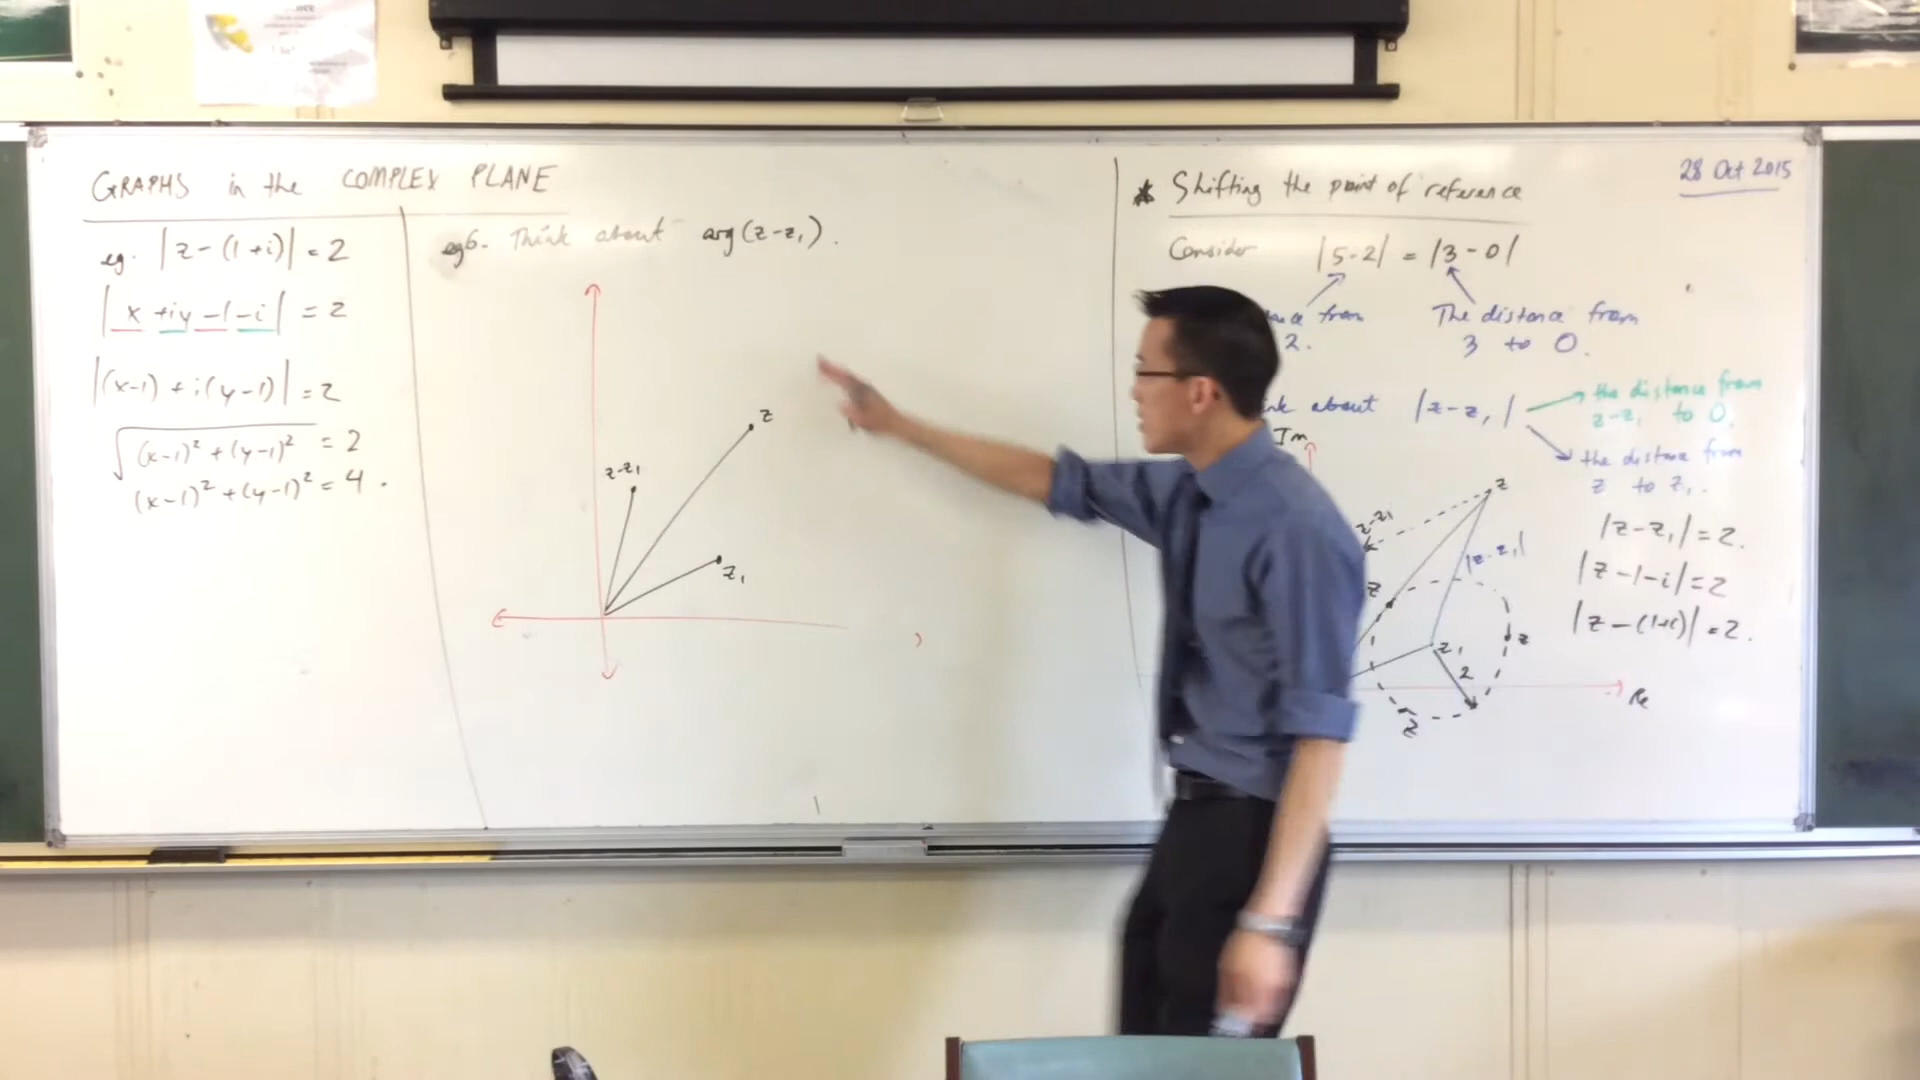 GRAPHS in the COMPLEX PLANE
eg. |z-(1+i)| = 2
|x +iy -1 -i| = 2
|(x-1) + i(y-1)| = 2
√(x-1)² + (y-1)² = 2
(x-1)² + (y-1)² = 4.
eg6. Think about arg(z-z₁).
z
z-z₁
z₁
28 Oct 2015
* Shifting the point of reference
Consider |5-2| = |3-0|
from
2.
The distance from
3 to 0.
about |z-z₁|
the distance from
z-z₁ to 0.
the distance from
z to z₁.
Im
z
z-z₁
|z-z₁|
z
z₁
z
2
z
Re
|z-z₁| = 2.
|z-1-i| = 2
|z-(1+i)| = 2.